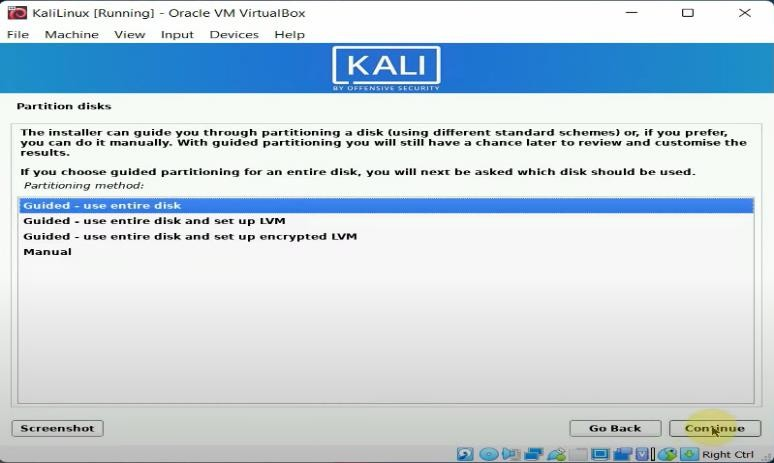 KaliLinux [Running] - Oracle VM VirtualBox
File Machine View Input Devices Help
KALI
BY OFFENSIVE SECURITY
Partition disks
The installer can guide you through partitioning a disk (using different standard schemes) or, if you prefer,
you can do it manually. With guided partitioning you will still have a chance later to review and customise the
results.
If you choose guided partitioning for an entire disk, you will next be asked which disk should be used.
Partitioning method:
Guided - use entire disk
Guided - use entire disk and set up LVM
Guided - use entire disk and set up encrypted LVM
Manual
Screenshot Go Back Continue
Right Ctrl